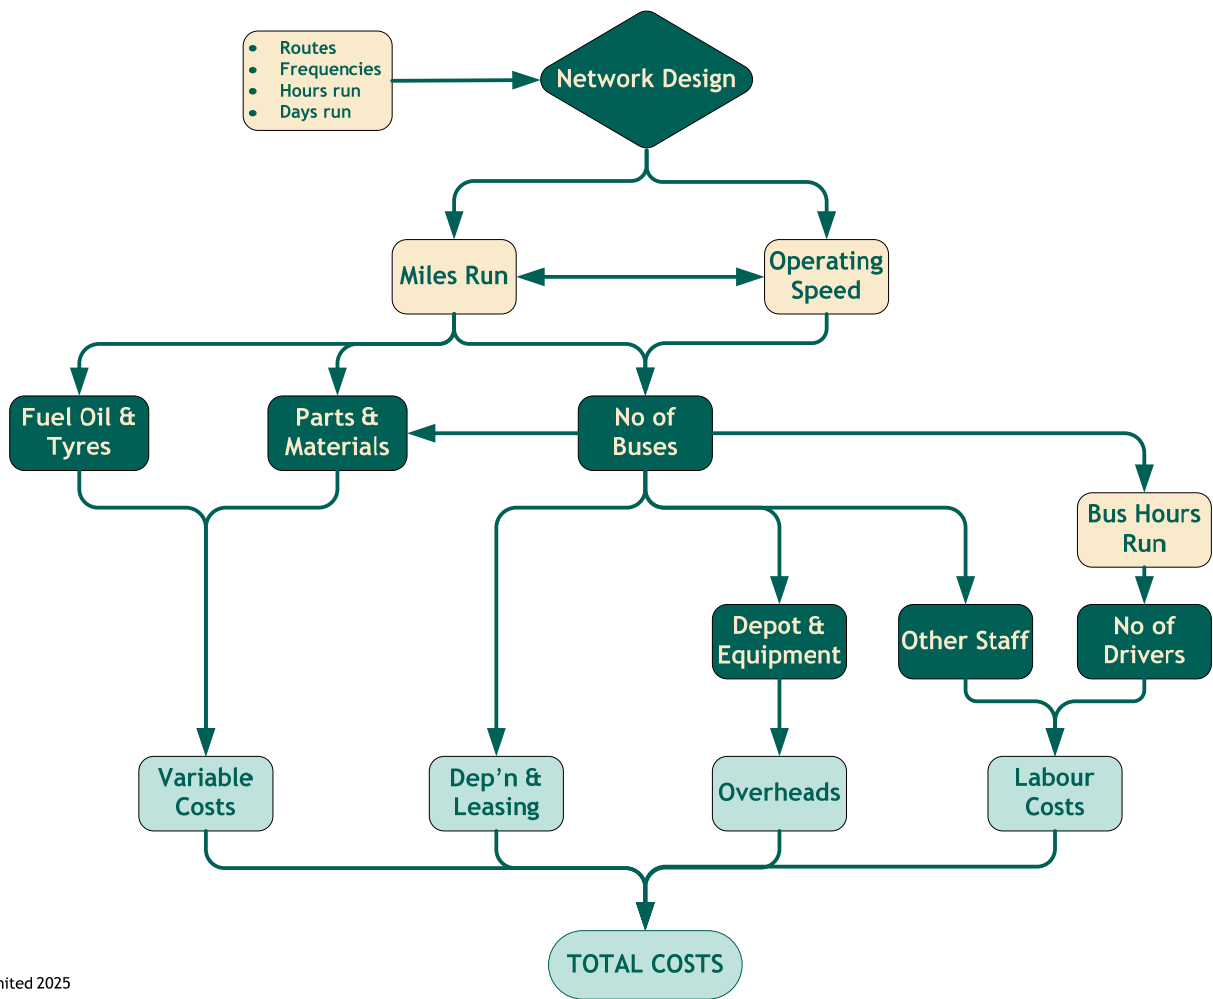 • Routes
• Frequencies
• Hours run
• Days run
Network Design
Miles Run
Operating
Speed
Fuel Oil &
Tyres
Parts &
Materials
No of
Buses
Bus Hours
Run
Depot &
Equipment
Other Staff
No of
Drivers
Variable
Costs
Dep’n &
Leasing
Overheads
Labour
Costs
TOTAL COSTS
2025